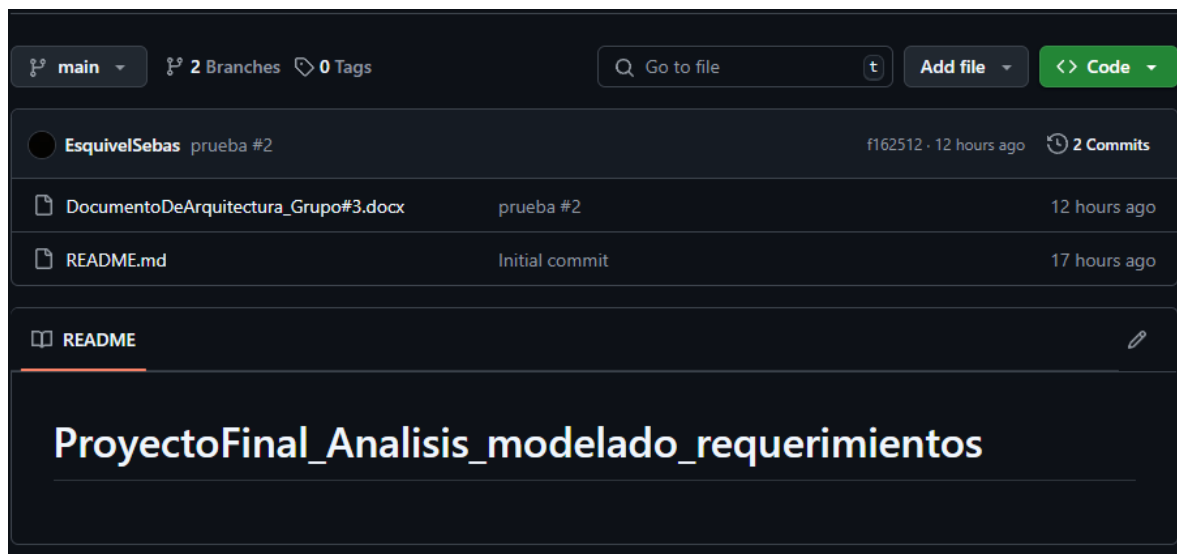 main 2 Branches 0 Tags Go to file t Add file <> Code
EsquivelSebas prueba #2 f162512 · 12 hours ago 2 Commits
DocumentoDeArquitectura_Grupo#3.docx prueba #2 12 hours ago
README.md Initial commit 17 hours ago
README
ProyectoFinal_Analisis_modelado_requerimientos